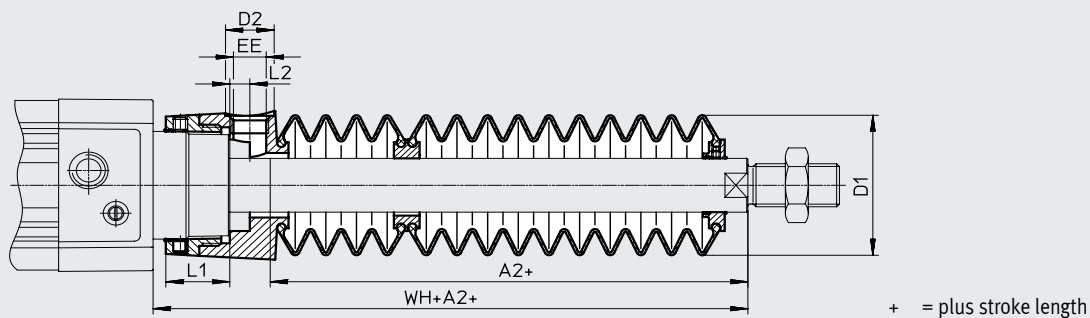 D2
EE
L2
D1
L1
A2+
WH+A2+
+ = plus stroke length